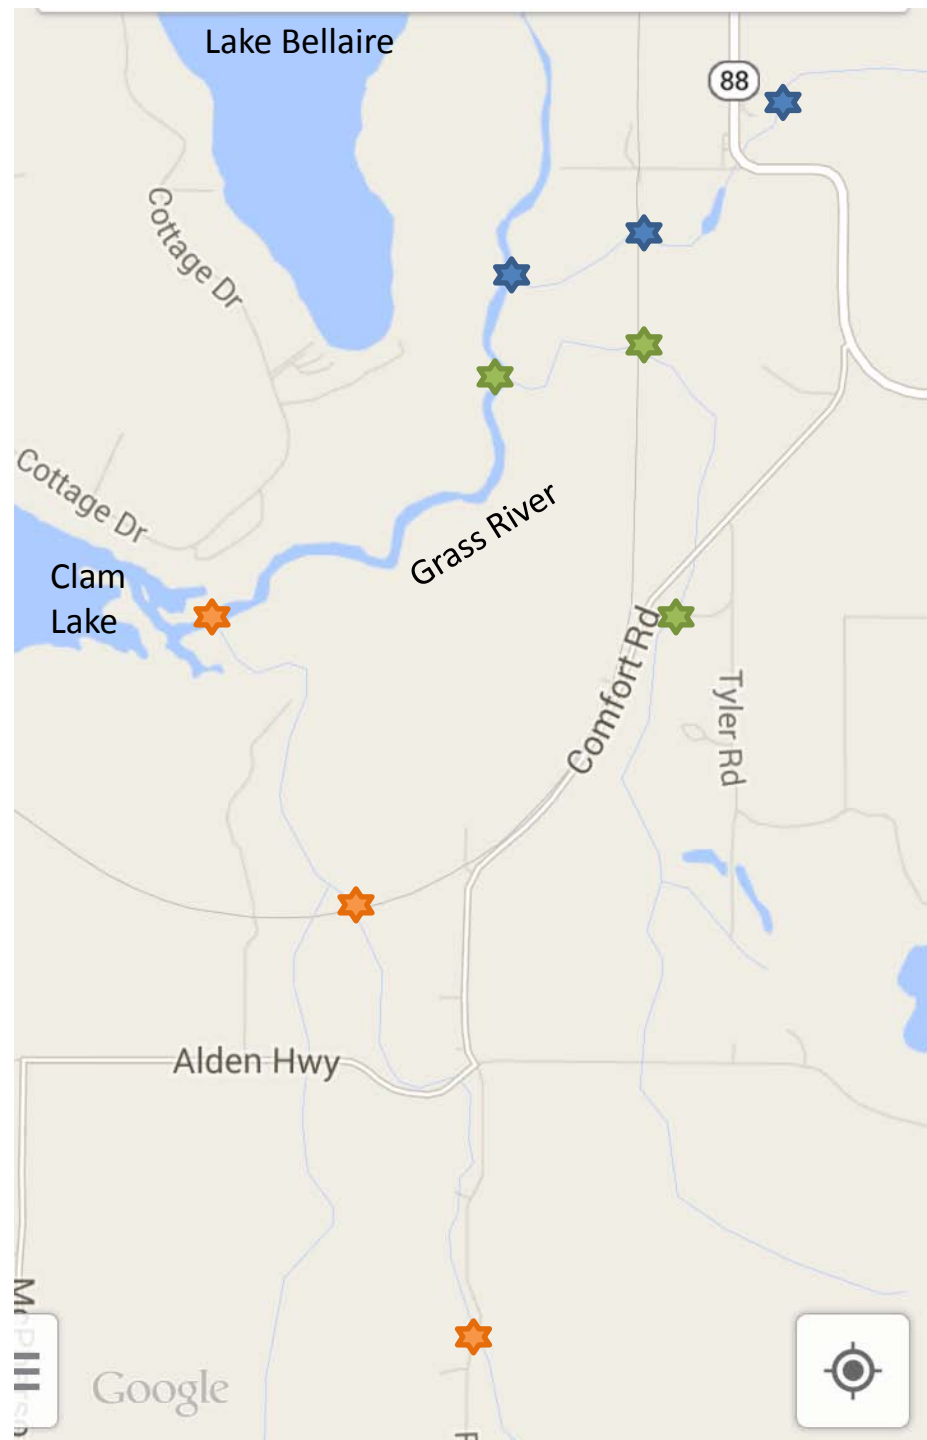 Lake Bellaire
88
Cottage Dr
Cottage Dr
Grass River
Clam
Lake
Comfort Rd
Tyler Rd
Alden Hwy
Google